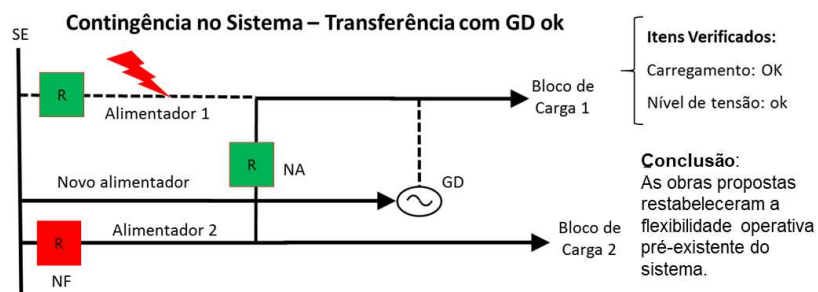 Contingência no Sistema – Transferência com GD ok
SE
R
Alimentador 1
Bloco de
Carga 1
Itens Verificados:
Carregamento: OK
Nível de tensão: ok
R
NA
Novo alimentador
GD
R
Alimentador 2
NF
Bloco de
Carga 2
Conclusão:
As obras propostas
restabeleceram a
flexibilidade operativa
pré-existente do
sistema.